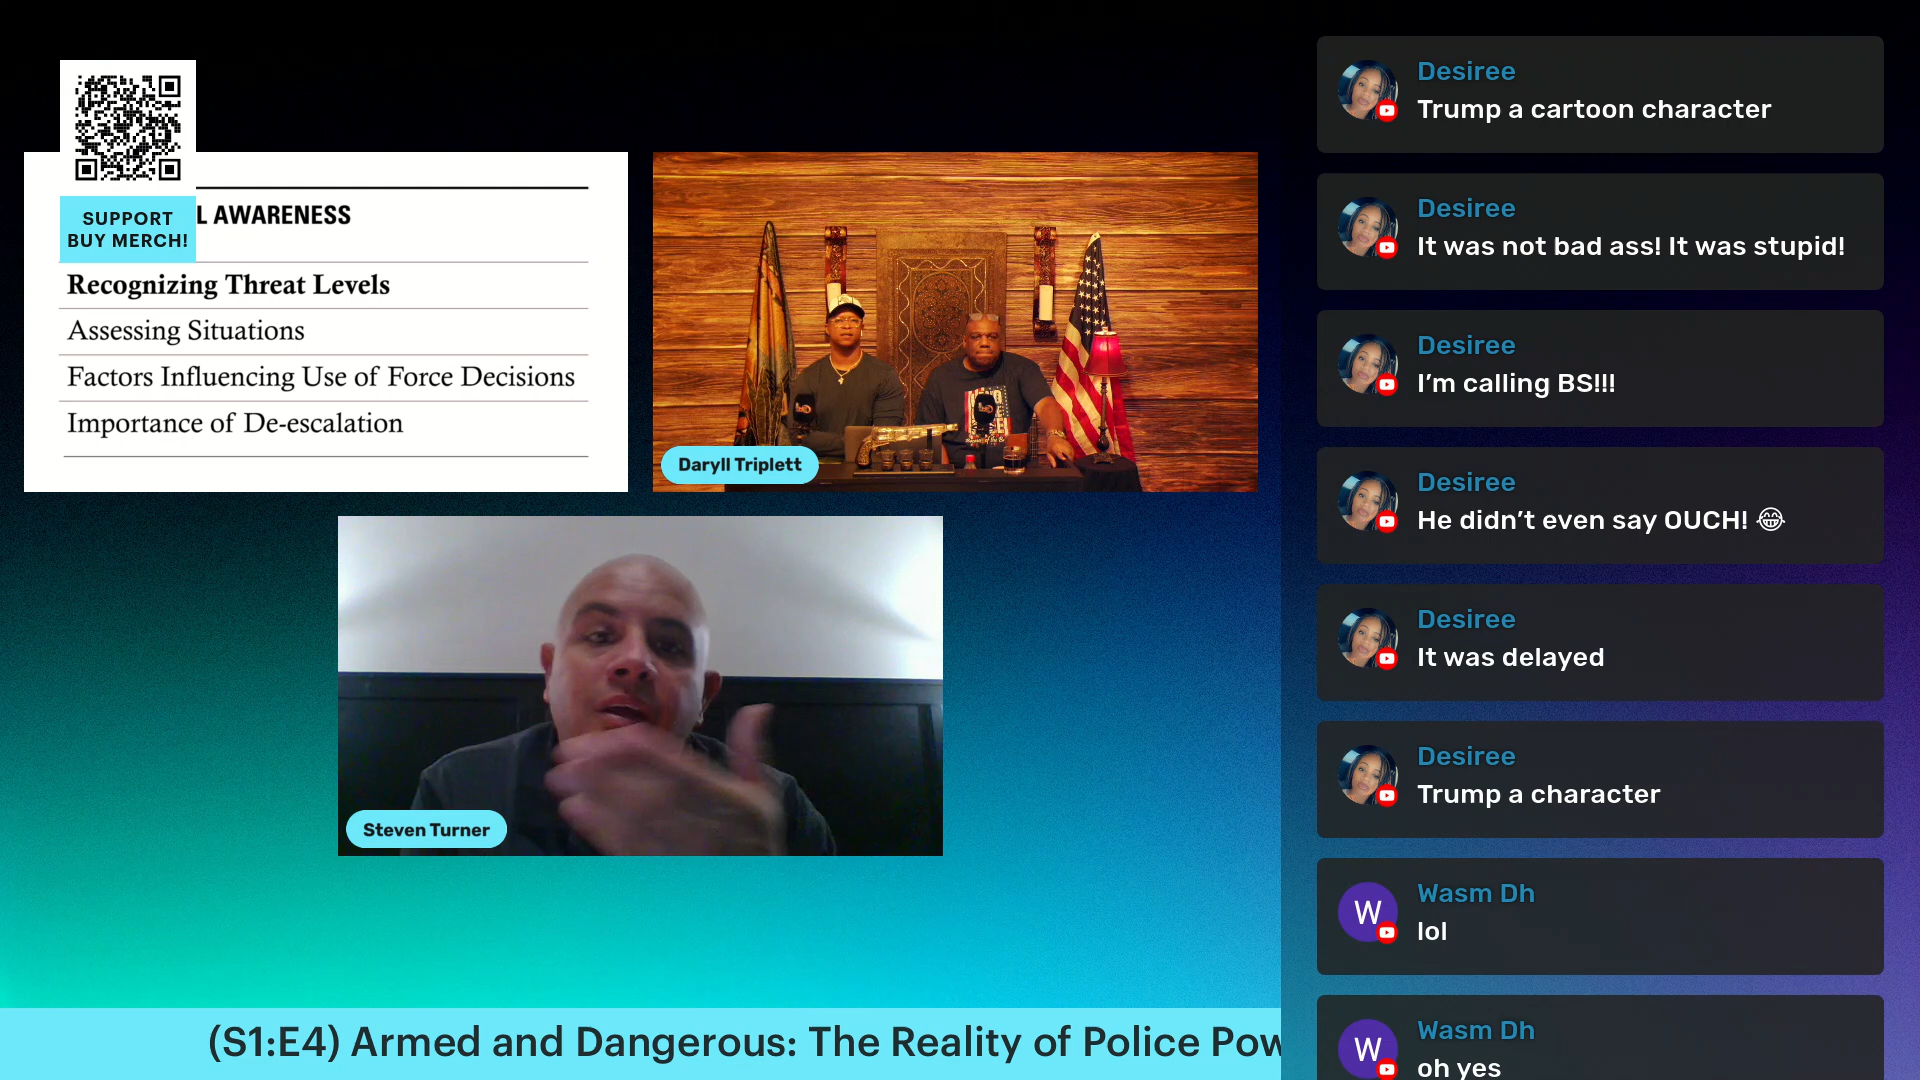 SUPPORT
BUY MERCH!
L AWARENESS
Recognizing Threat Levels
Assessing Situations
Factors Influencing Use of Force Decisions
Importance of De-escalation
Daryll Triplett
Steven Turner
(S1:E4) Armed and Dangerous: The Reality of Police Pow
Desiree
Trump a cartoon character
Desiree
It was not bad ass! It was stupid!
Desiree
I’m calling BS!!!
Desiree
He didn’t even say OUCH! 😂
Desiree
It was delayed
Desiree
Trump a character
W
Wasm Dh
lol
W
Wasm Dh
oh yes